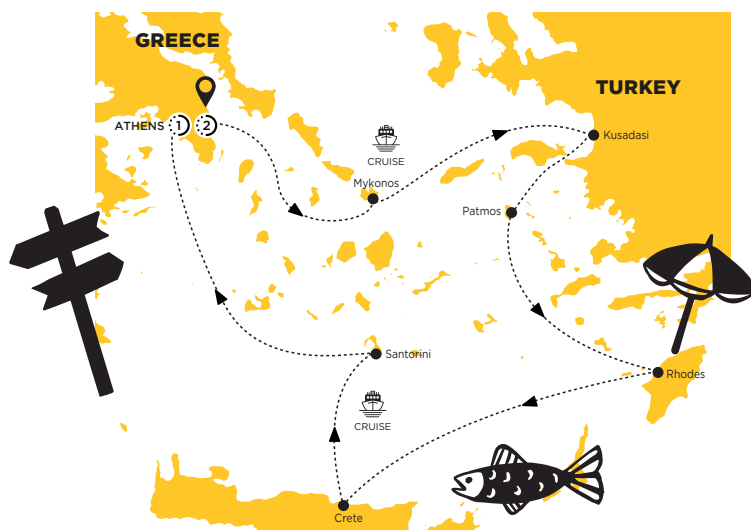 GREECE
TURKEY
ATHENS 1 2
Kusadasi
CRUISE
Mykonos
Patmos
Santorini
Rhodes
CRUISE
Crete